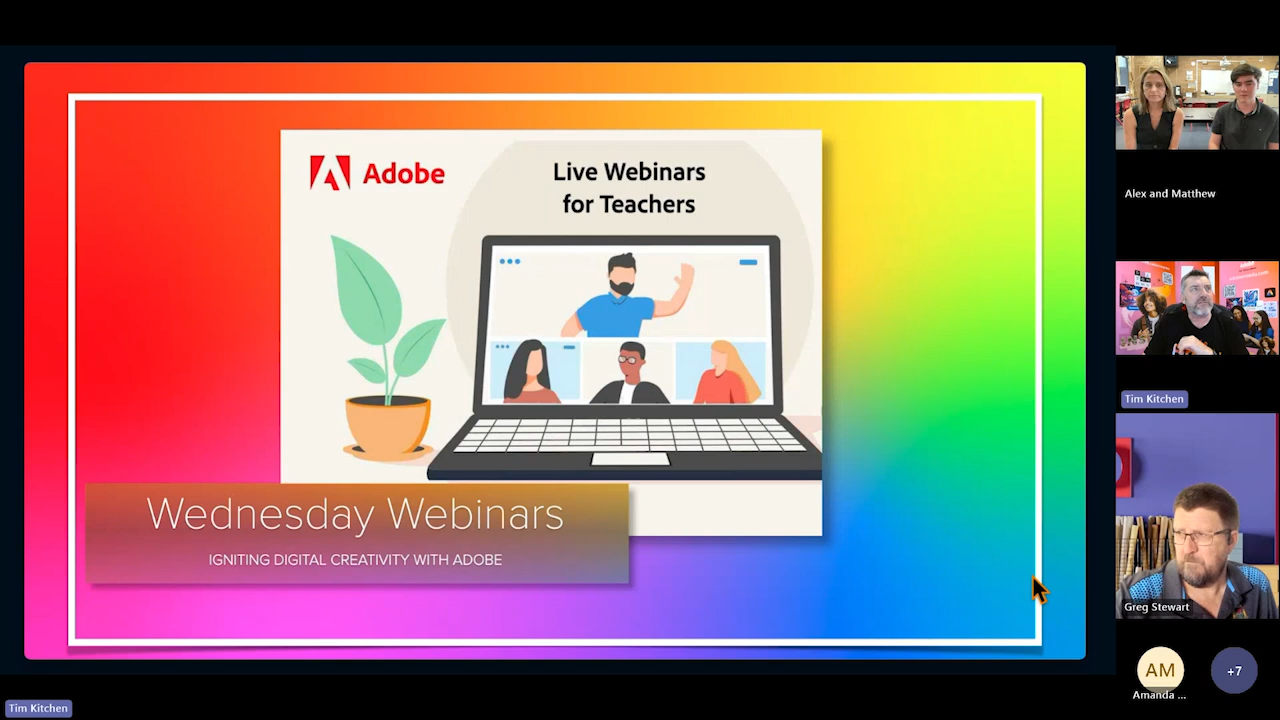 Adobe
Live Webinars
for Teachers
Wednesday Webinars
IGNITING DIGITAL CREATIVITY WITH ADOBE
Alex and Matthew
Tim Kitchen
Greg Stewart
AM
Amanda ...
+7
Tim Kitchen